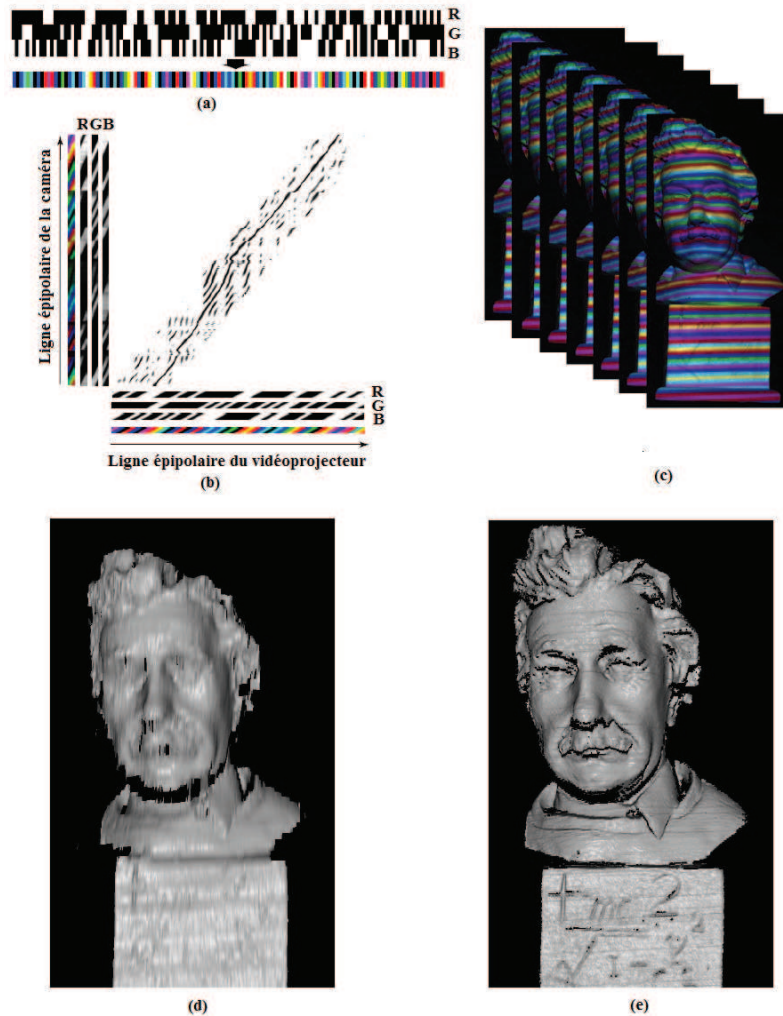 R
G
B
(a)
RGB
Ligne épipolaire de la caméra
R
G
B
Ligne épipolaire du vidéoprojecteur
(b)
(c)
(d)
(e)